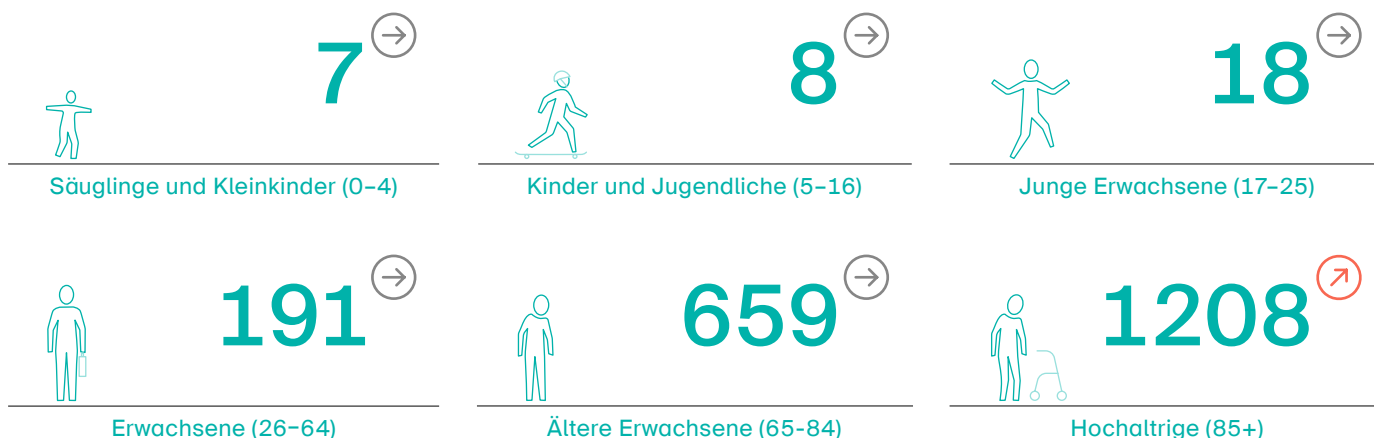 7
8
18
Säuglinge und Kleinkinder (0–4)
Kinder und Jugendliche (5–16)
Junge Erwachsene (17–25)
191
659
1208
Erwachsene (26–64)
Ältere Erwachsene (65-84)
Hochaltrige (85+)